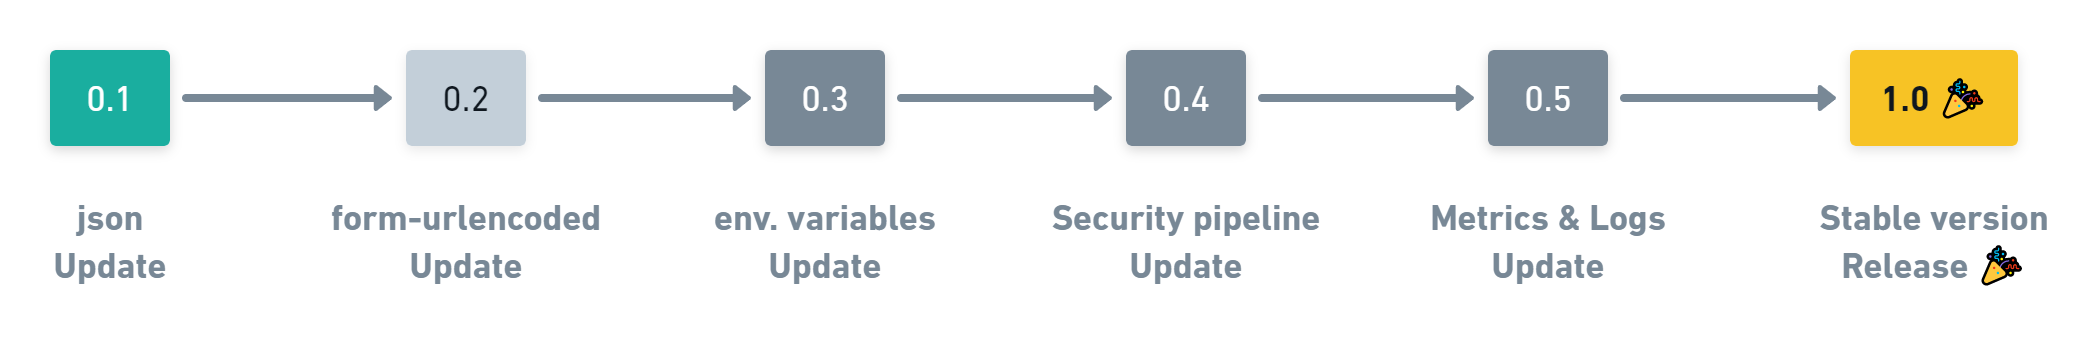 0.1
0.2
0.3
0.4
0.5
1.0 🎉
json
Update
form-urlencoded
Update
env. variables
Update
Security pipeline
Update
Metrics & Logs
Update
Stable version
Release 🎉